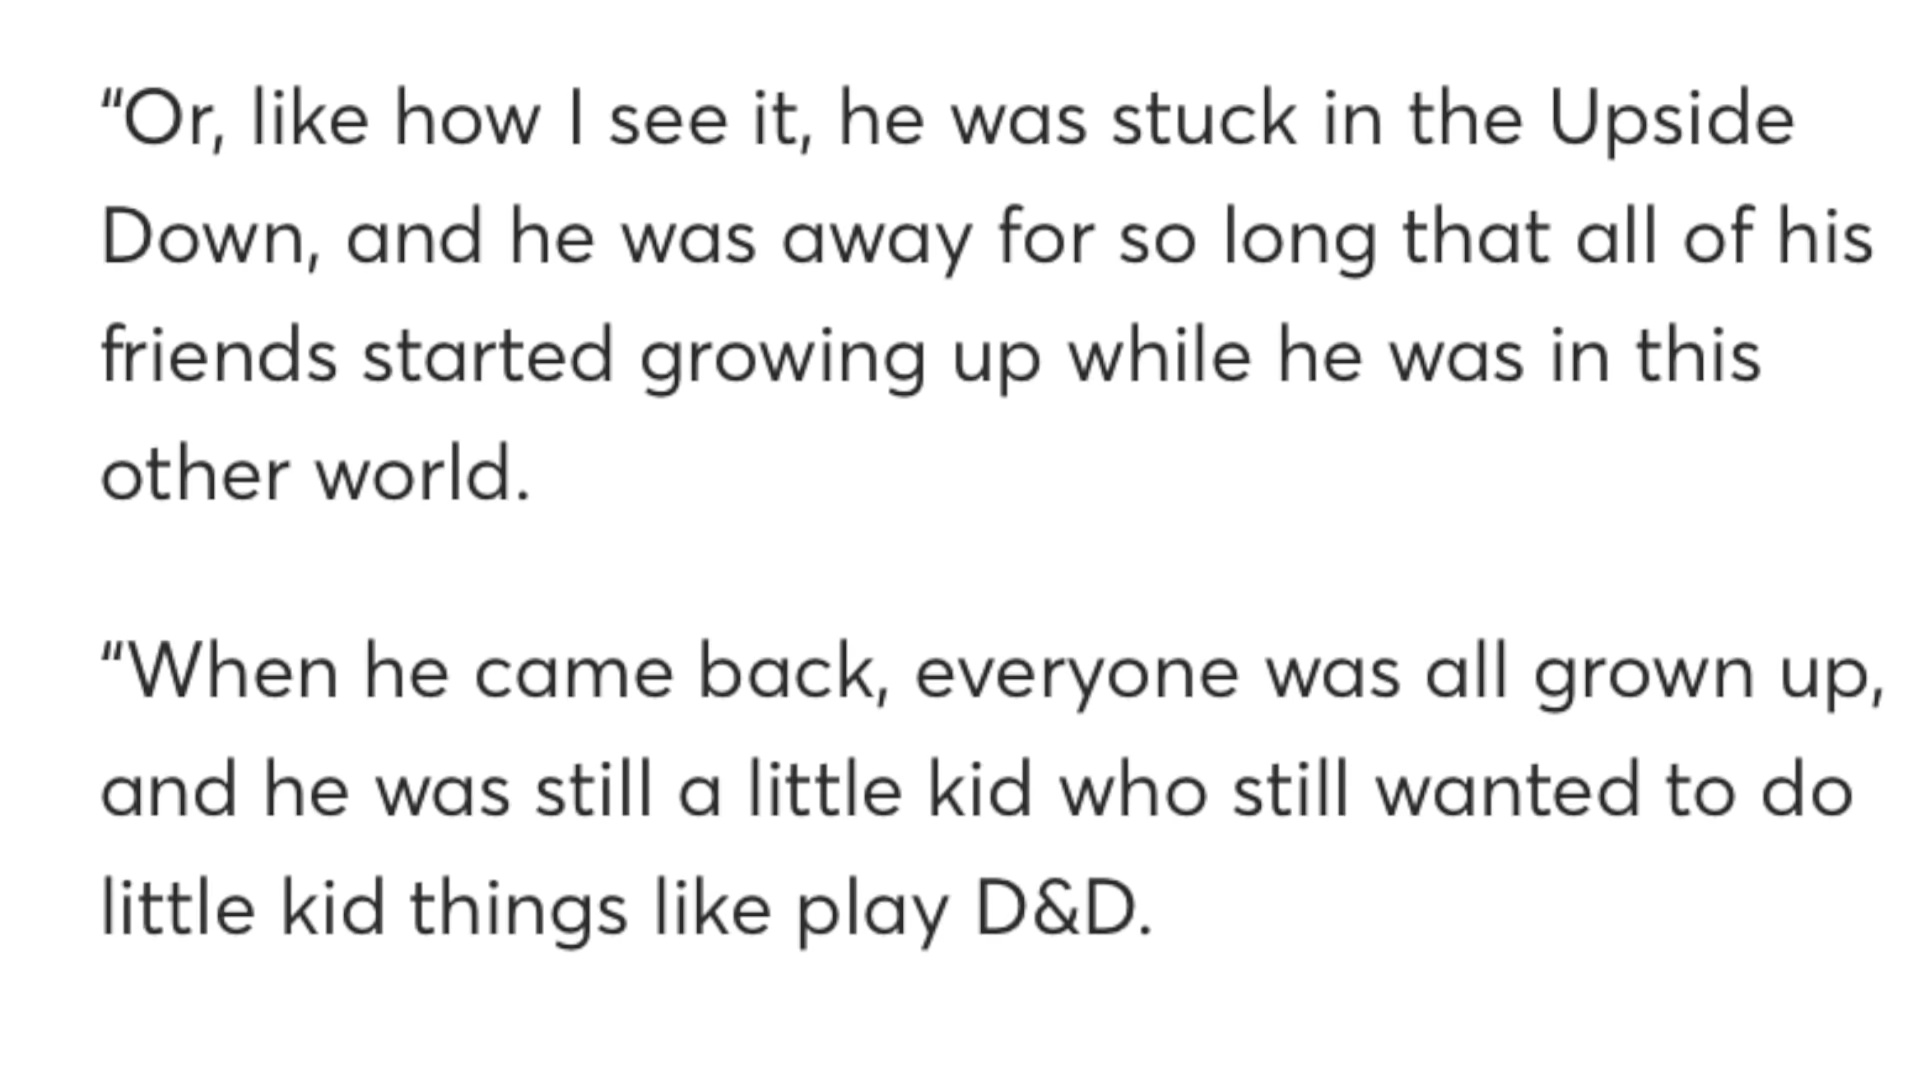 “Or, like how I see it, he was stuck in the Upside
Down, and he was away for so long that all of his
friends started growing up while he was in this
other world.
“When he came back, everyone was all grown up,
and he was still a little kid who still wanted to do
little kid things like play D&D.